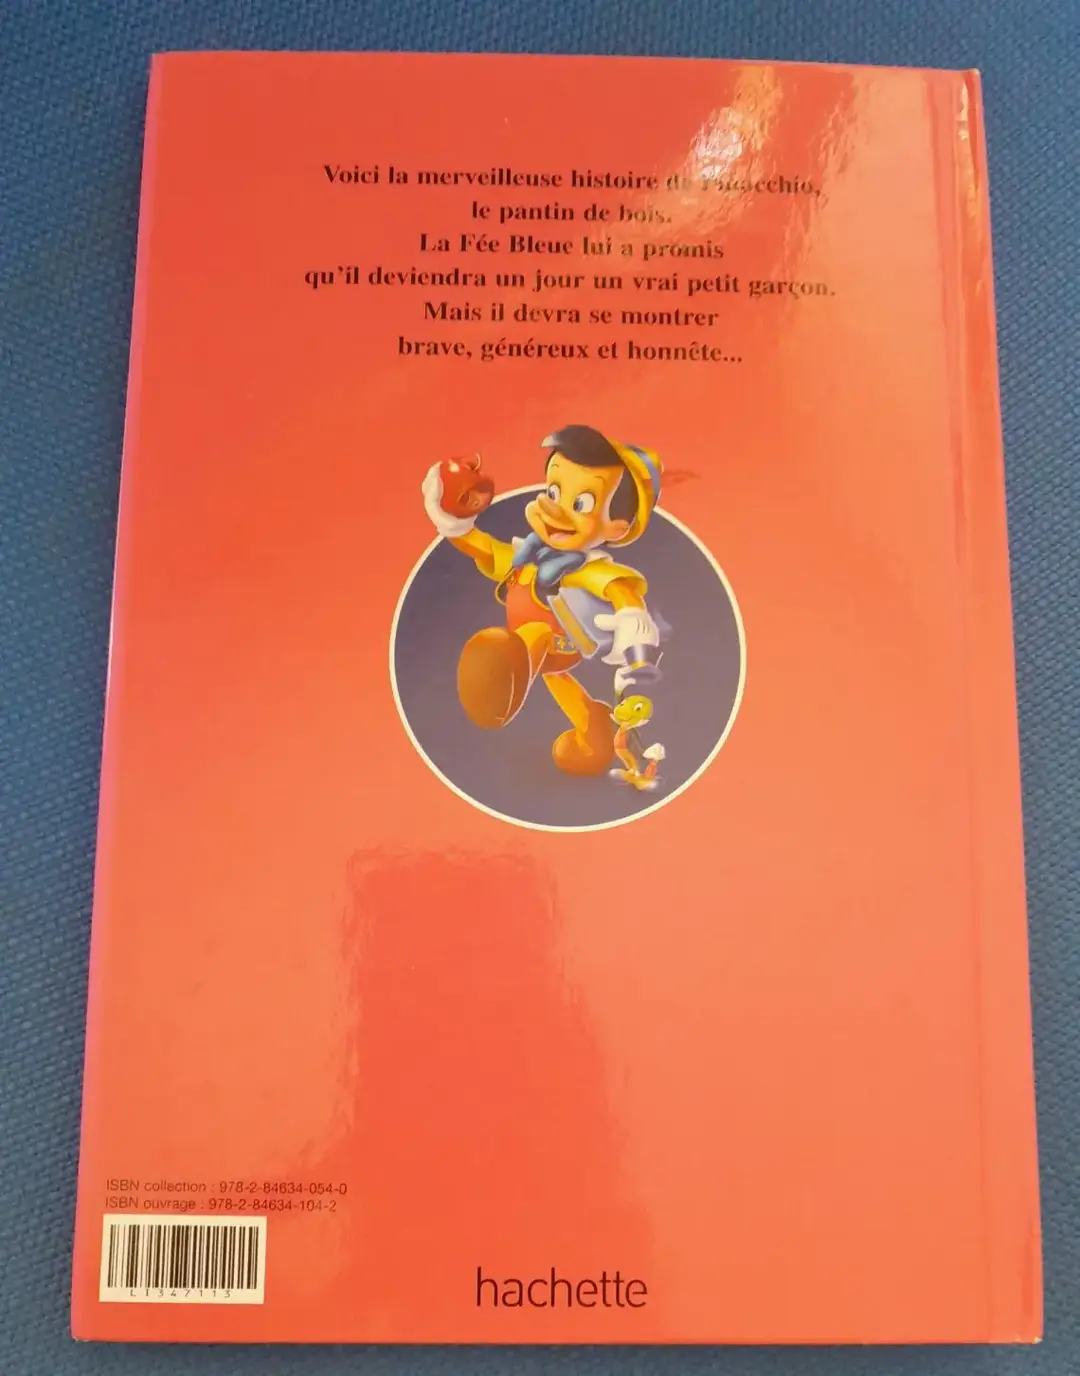 Voici la merveilleuse histoire de Pinocchio,
le pantin de bois.
La Fée Bleue lui a promis
qu'il deviendra un jour un vrai petit garçon.
Mais il devra se montrer
brave, généreux et honnête...
ISBN collection : 978-2-84634-054-0
ISBN ouvrage : 978-2-84634-104-2
LI347113
hachette